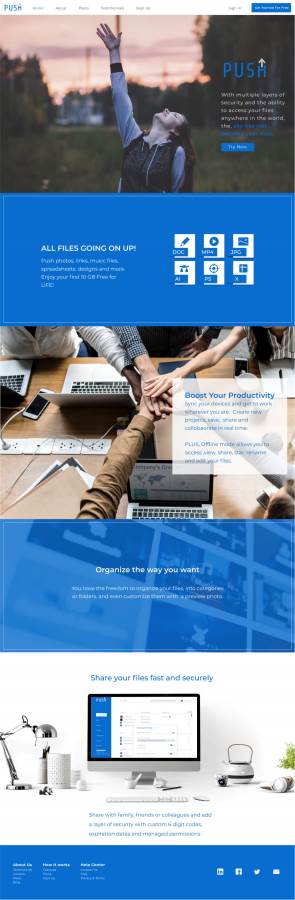 PUSH Home About Plans Testimonials Sign Up Sign In Get Started For Free
PUSH
With multiple layers of
security and the ability
to access your files
anywhere in the world,
the
Try Now
ALL FILES GOING ON UP!
Push photos, links, music files,
spreadsheets, designs and more.
Enjoy your first 10 GB Free for
LIFE!
DOC MP4 JPG
AI PS X
Boost Your Productivity
Sync your devices and get to work
wherever you are. Create new
projects, save, share and
collaborate in real time.
PLUS, Offline mode allows you to
access, view, share, star, rename
and edit your files.
Organize the way you want
You have the freedom to organize your files, into categories
or folders, and even customize them with a preview photo.
Share your files fast and securely
PUSH
Share with family, friends or colleagues and add
a layer of security with custom 6 digit codes,
expiration dates and managed permissions.
About Us How it works Help Center
Contact Us
FAQ
Press
Blog